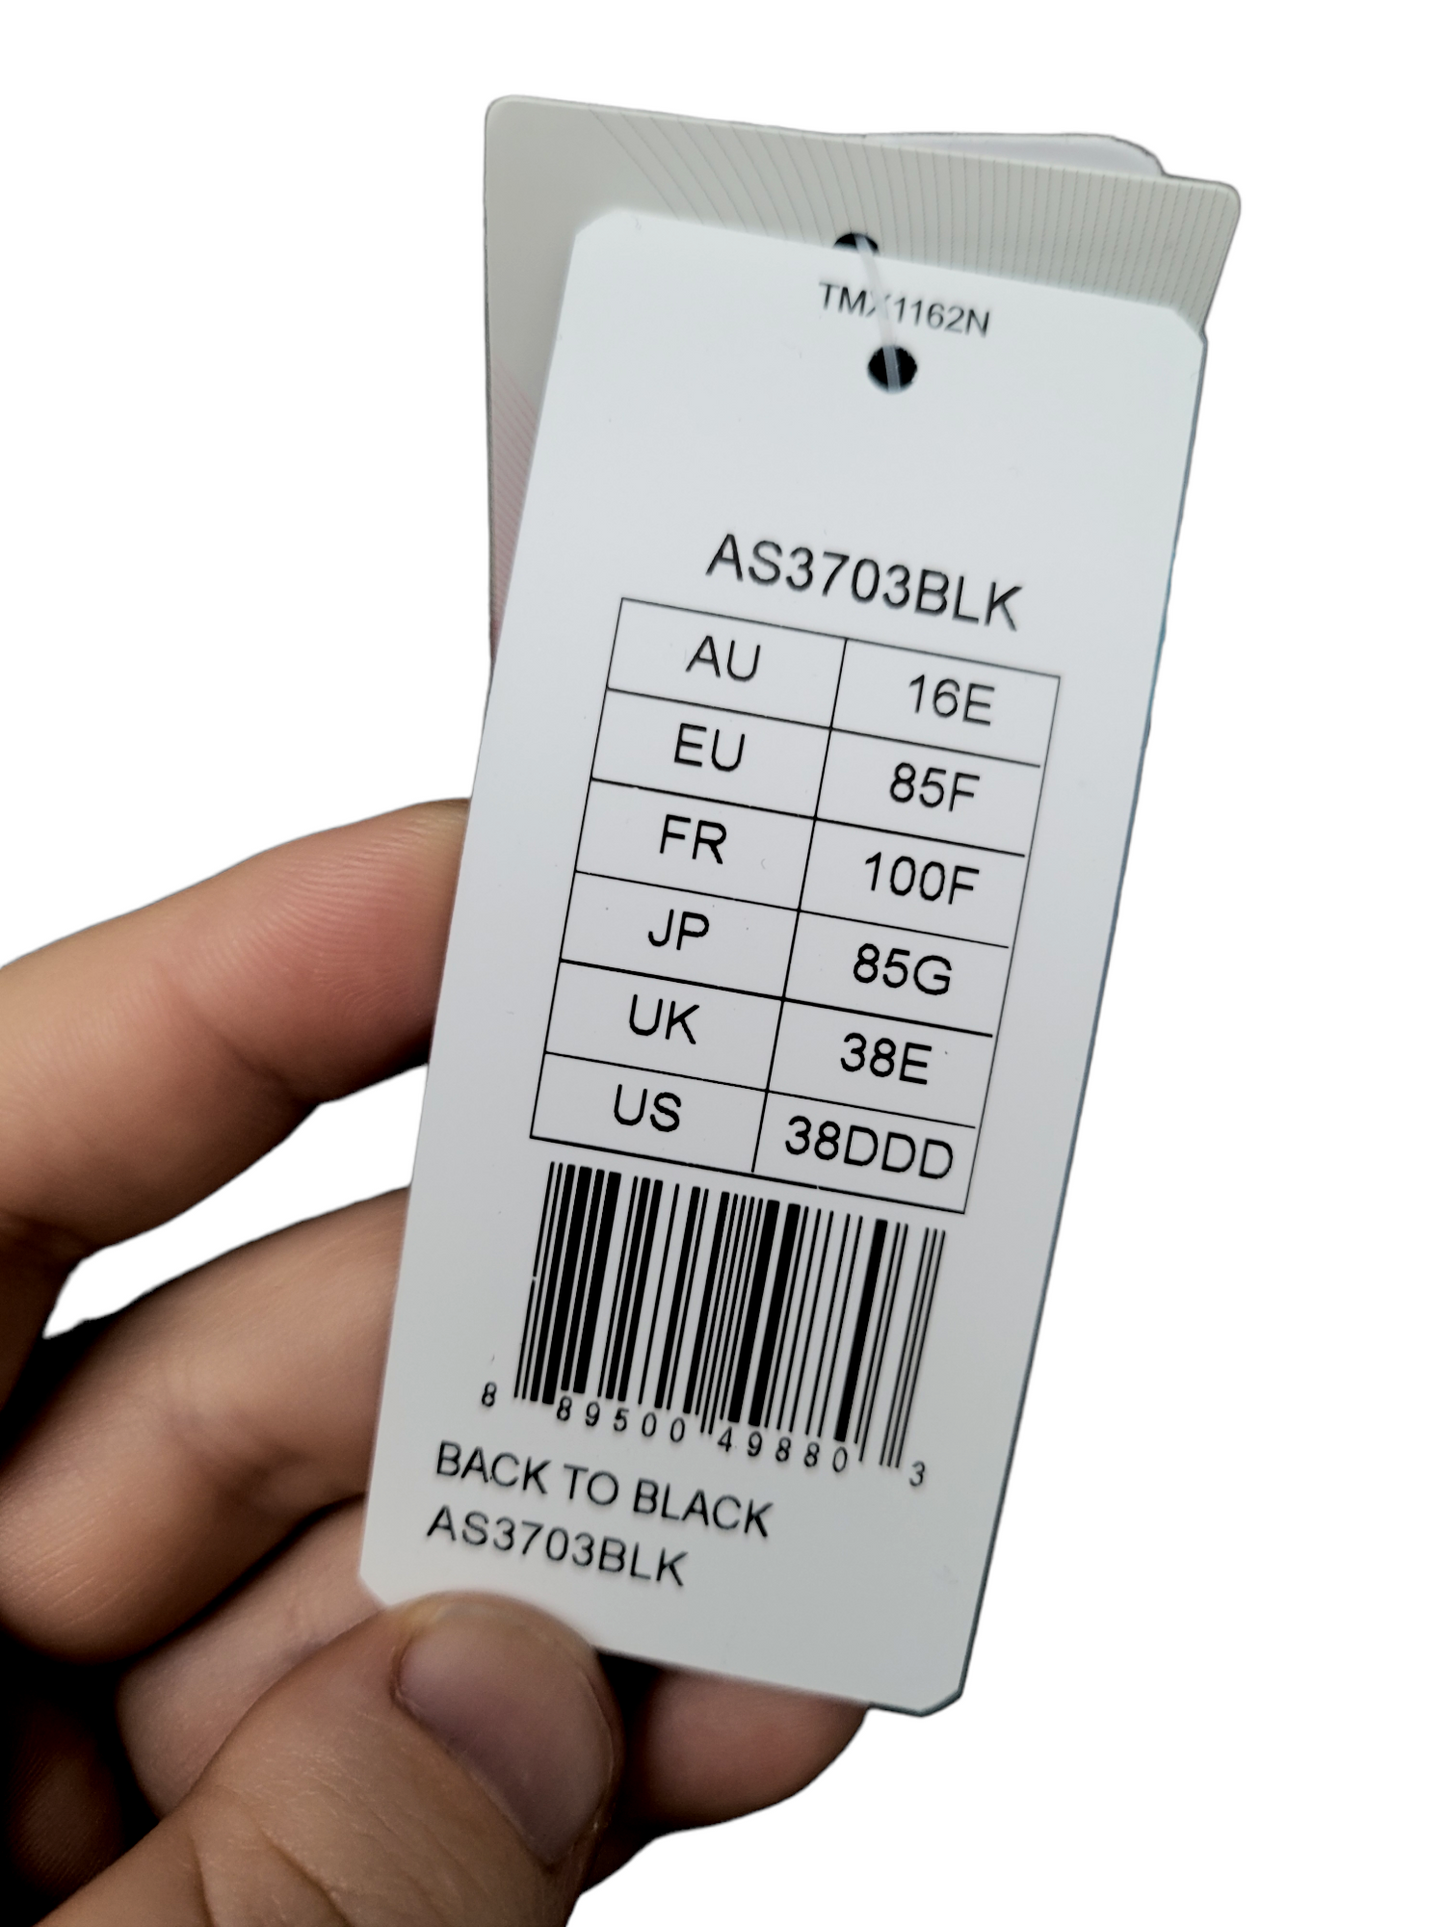 TMX1162N
AS3703BLK
AU 16E
EU 85F
FR 100F
JP 85G
UK 38E
US 38DDD
8 89500 49880 3
BACK TO BLACK
AS3703BLK